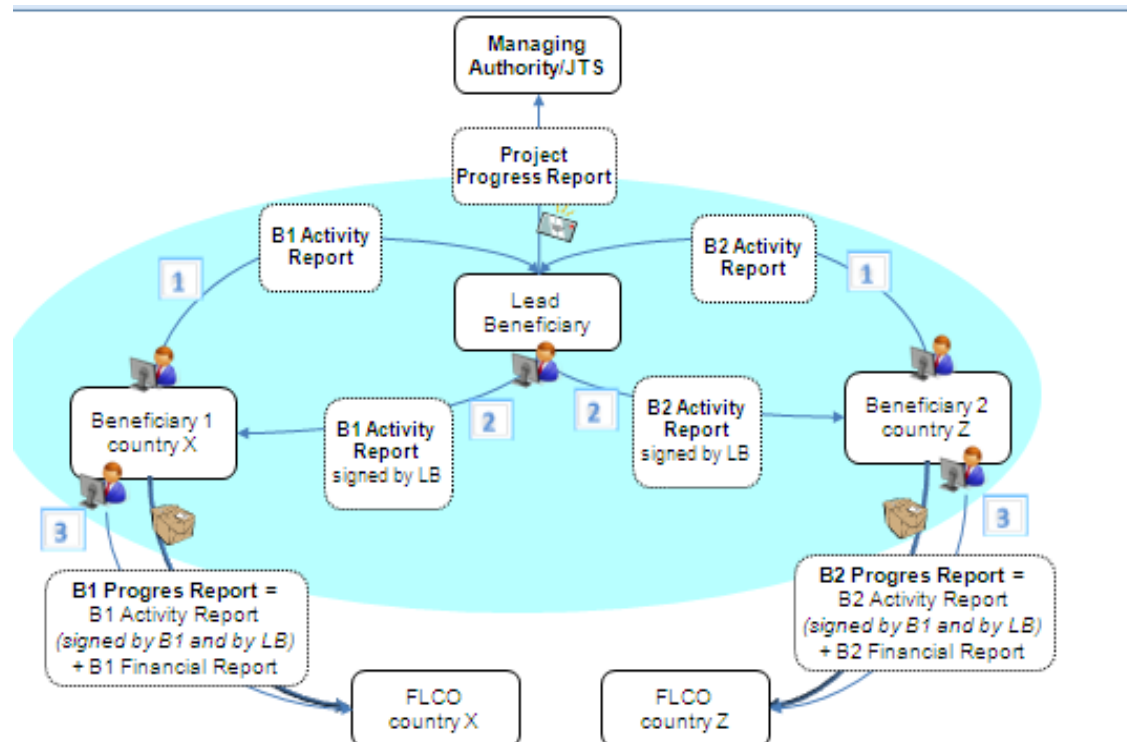 Managing
Authority/JTS
Project
Progress Report
B1 Activity
Report
B2 Activity
Report
1
1
Lead
Beneficiary
Beneficiary 1
country X
2
2
B1 Activity
Report
signed by LB
B2 Activity
Report
signed by LB
Beneficiary 2
country Z
3
3
B1 Progres Report =
B1 Activity Report
(signed by B1 and by LB)
+ B1 Financial Report
B2 Progres Report =
B2 Activity Report
(signed by B1 and by LB)
+ B2 Financial Report
FLCO
country X
FLCO
country Z